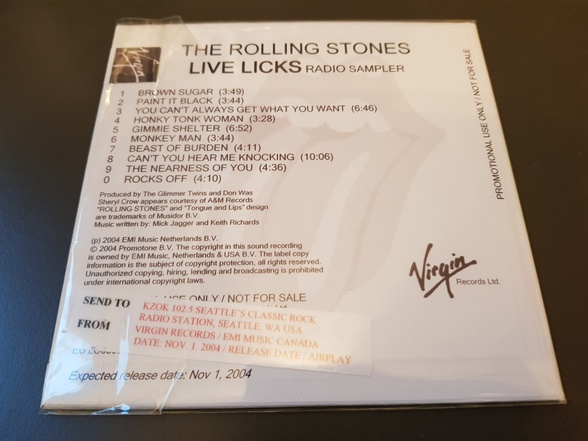 Virgin
THE ROLLING STONES
LIVE LICKS RADIO SAMPLER
1 BROWN SUGAR (3:49)
2 PAINT IT BLACK (3:44)
3 YOU CAN'T ALWAYS GET WHAT YOU WANT (6:46)
4 HONKY TONK WOMAN (3:28)
5 GIMMIE SHELTER (6:52)
6 MONKEY MAN (3:44)
7 BEAST OF BURDEN (4:11)
8 CAN'T YOU HEAR ME KNOCKING (10:06)
9 THE NEARNESS OF YOU (4:36)
0 ROCKS OFF (4:10)
Produced by The Glimmer Twins and Don Was
Sheryl Crow appears courtesy of A&M Records
"ROLLING STONES" and "Tongue and Lips" design
are trademarks of Musidor B.V.
Music written by: Mick Jagger and Keith Richards
(p) 2004 EMI Music Netherlands B.V.
© 2004 Promotone B.V. The copyright in this sound recording
is owned by EMI Music, Netherlands & USA B.V. The label copy
information is the subject of copyright protection, all rights reserved.
Unauthorized copying, hiring, lending and broadcasting is prohibited
under international copyright laws.
USE ONLY / NOT FOR SALE
SEND TO KZOK 102.5 SEATTLE'S CLASSIC ROCK
RADIO STATION, SEATTLE, WA USA
FROM VIRGIN RECORDS / EMI MUSIC CANADA
DATE: NOV 1. 2004 / RELEASE DATE / AIRPLAY
Expected release date: Nov 1, 2004
PROMOTIONAL USE ONLY / NOT FOR SALE
Virgin Records Ltd.